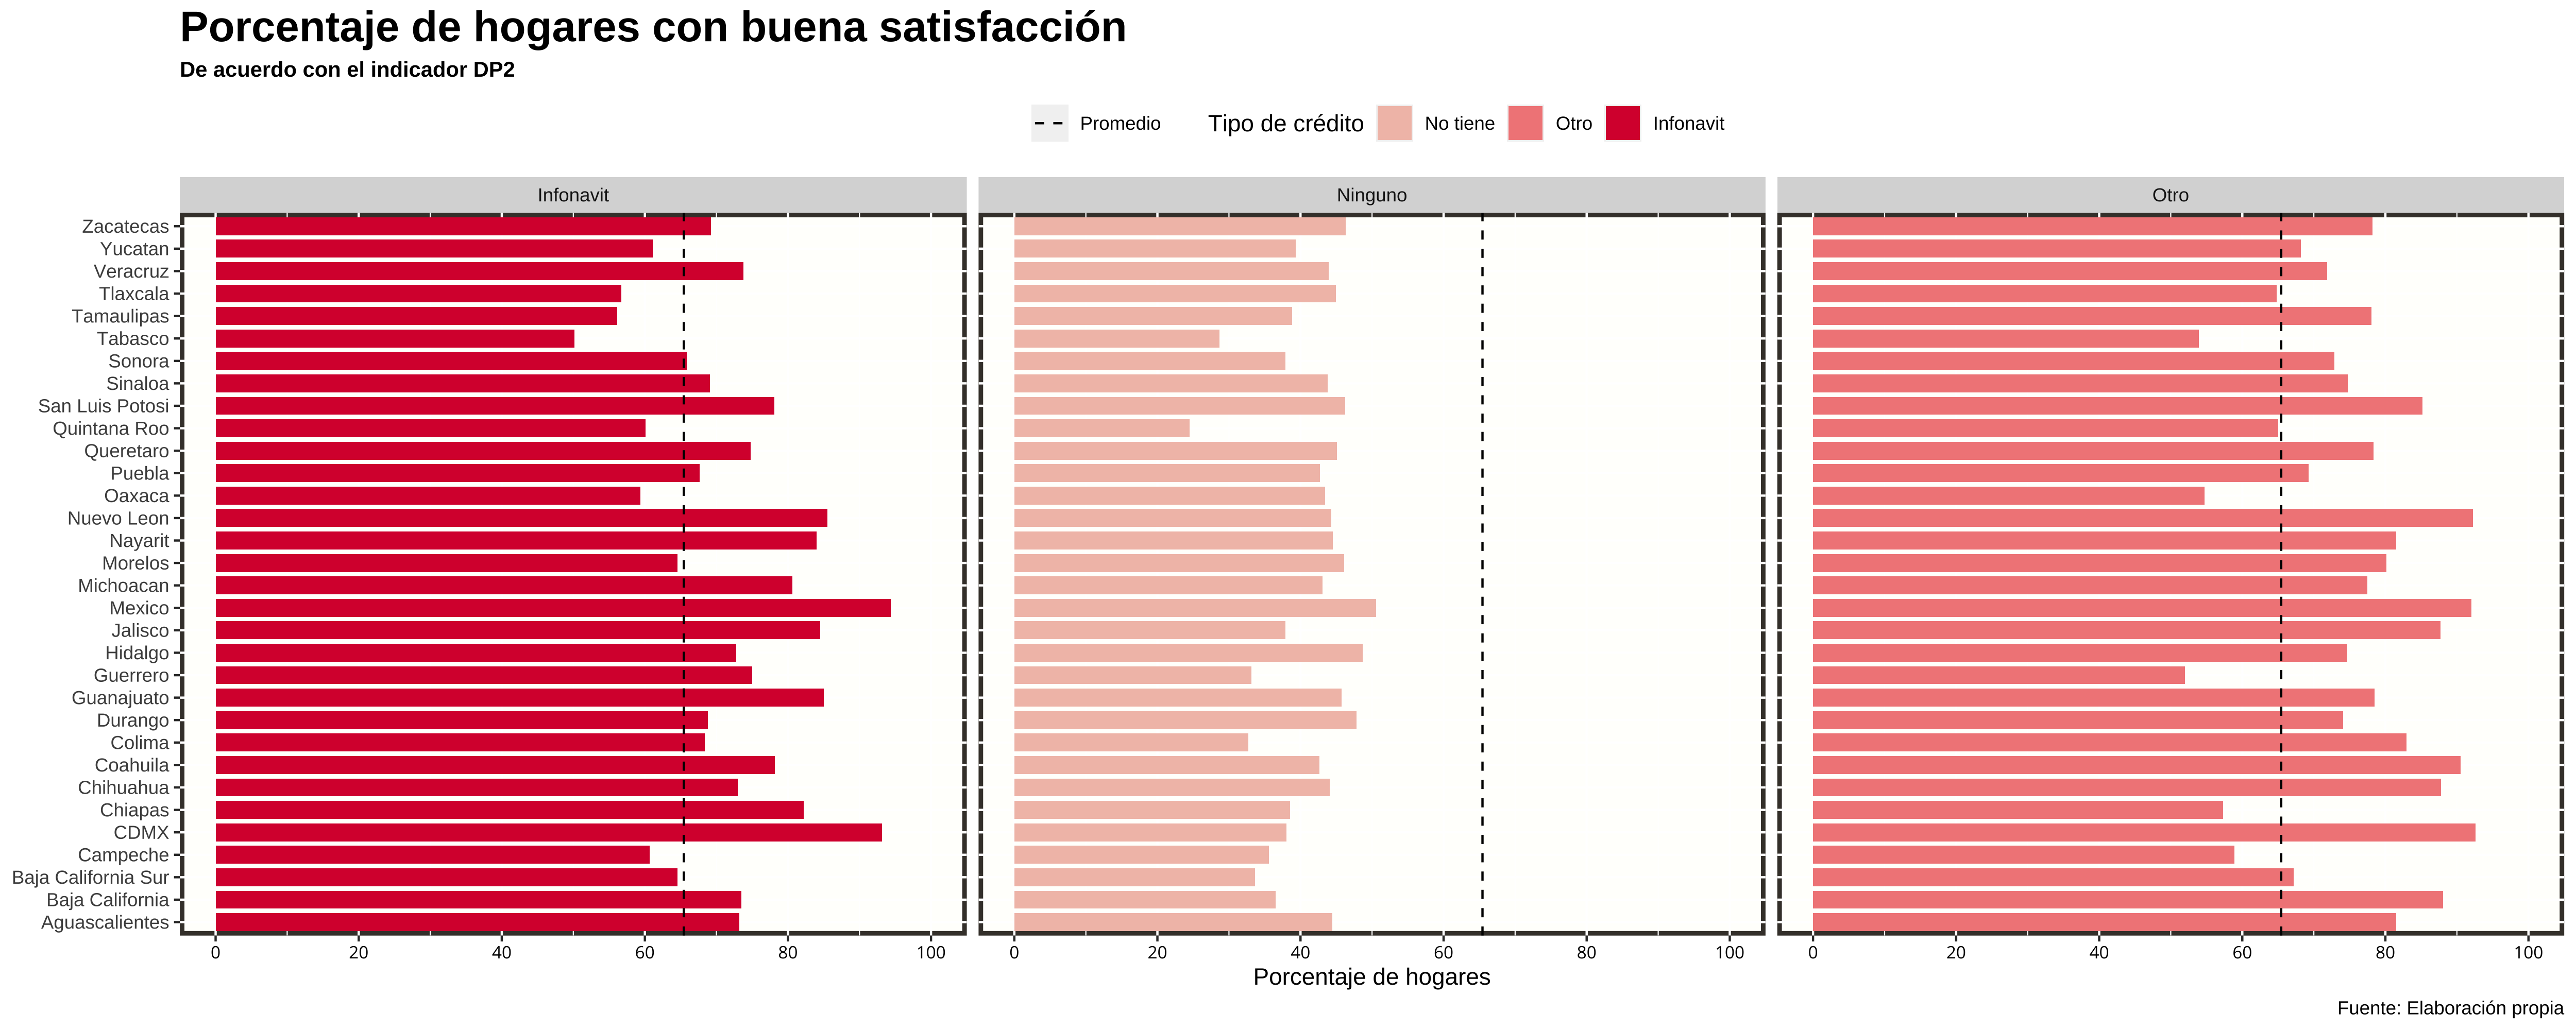 Porcentaje de hogares con buena satisfacción
De acuerdo con el indicador DP2
Promedio Tipo de crédito No tiene Otro Infonavit
Infonavit Ninguno Otro
Zacatecas
Yucatan
Veracruz
Tlaxcala
Tamaulipas
Tabasco
Sonora
Sinaloa
San Luis Potosi
Quintana Roo
Queretaro
Puebla
Oaxaca
Nuevo Leon
Nayarit
Morelos
Michoacan
Mexico
Jalisco
Hidalgo
Guerrero
Guanajuato
Durango
Colima
Coahuila
Chihuahua
Chiapas
CDMX
Campeche
Baja California Sur
Baja California
Aguascalientes
0 20 40 60 80 100 0 20 40 60 80 100 0 20 40 60 80 100
Porcentaje de hogares
Fuente: Elaboración propia